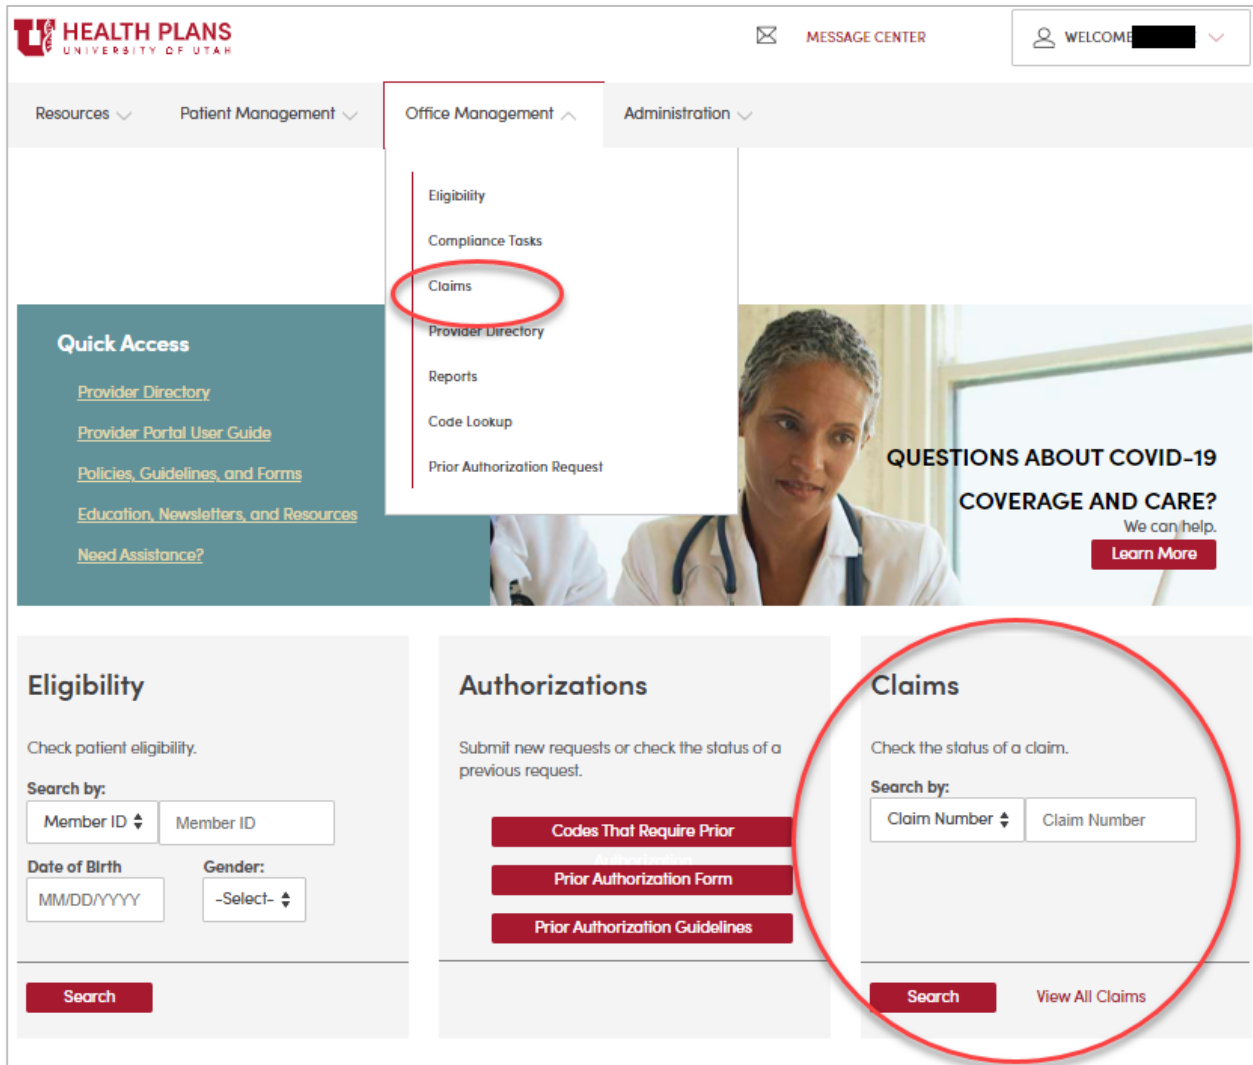 HEALTH PLANS
UNIVERSITY OF UTAH
MESSAGE CENTER
WELCOME
Resources
Patient Management
Office Management
Administration
Eligibility
Compliance Tasks
Claims
Provider Directory
Reports
Code Lookup
Prior Authorization Request
Quick Access
Provider Directory
Provider Portal User Guide
Policies, Guidelines, and Forms
Education, Newsletters, and Resources
Need Assistance?
QUESTIONS ABOUT COVID-19
COVERAGE AND CARE?
We can help.
Learn More
Eligibility
Check patient eligibility.
Search by:
Member ID
Member ID
Date of Birth
Gender:
MM/DD/YYYY
-Select-
Search
Authorizations
Submit new requests or check the status of a
previous request.
Codes That Require Prior
Authorization
Prior Authorization Form
Prior Authorization Guidelines
Claims
Check the status of a claim.
Search by:
Claim Number
Claim Number
Search
View All Claims